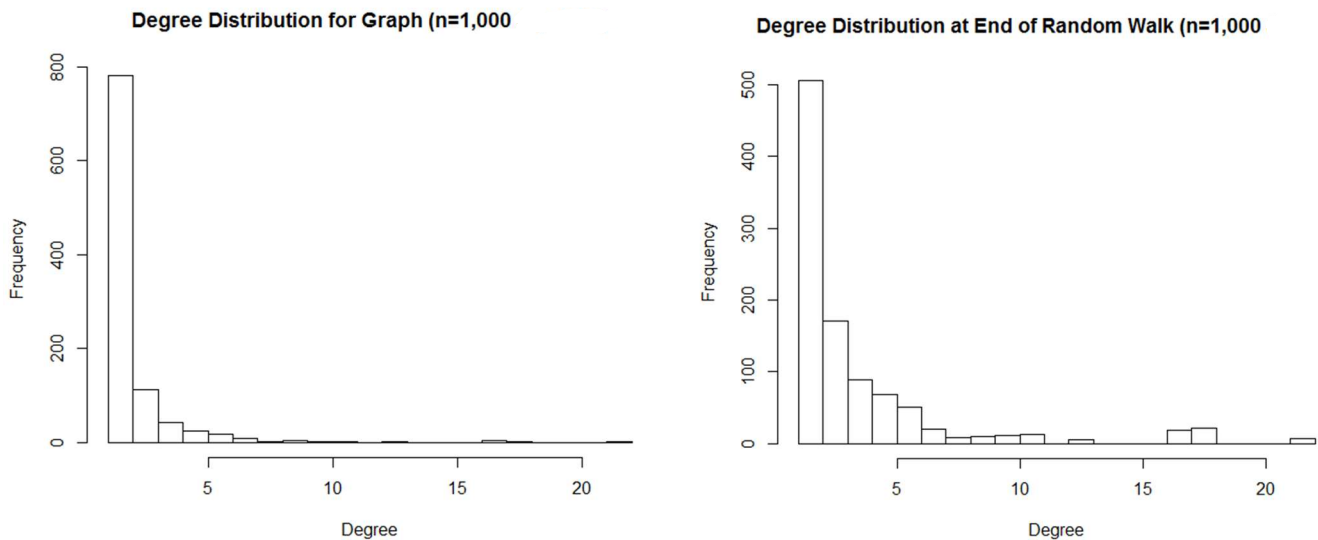 Degree Distribution for Graph (n=1,000
800
600
400
200
0
Frequency
5 10 15 20
Degree
Degree Distribution at End of Random Walk (n=1,000
500
400
300
200
100
0
Frequency
5 10 15 20
Degree